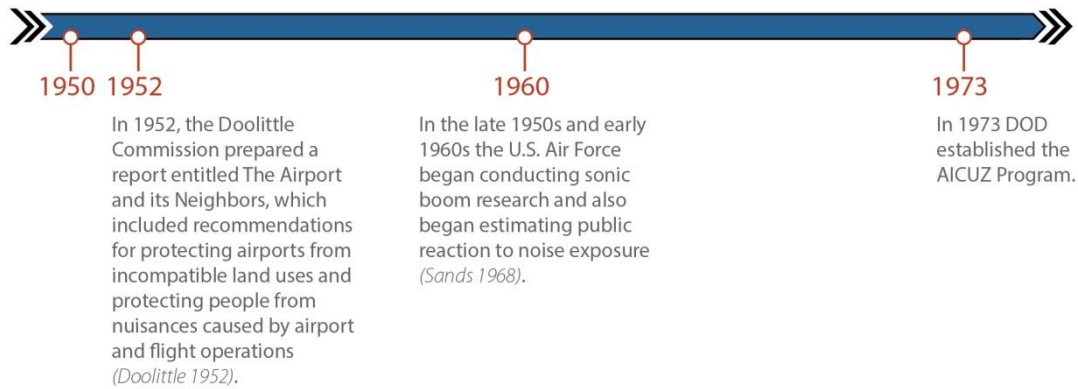 1950
1952
In 1952, the Doolittle
Commission prepared a
report entitled The Airport
and its Neighbors, which
included recommendations
for protecting airports from
incompatible land uses and
protecting people from
nuisances caused by airport
and flight operations
(Doolittle 1952).
1960
In the late 1950s and early
1960s the U.S. Air Force
began conducting sonic
boom research and also
began estimating public
reaction to noise exposure
(Sands 1968).
1973
In 1973 DOD
established the
AICUZ Program.